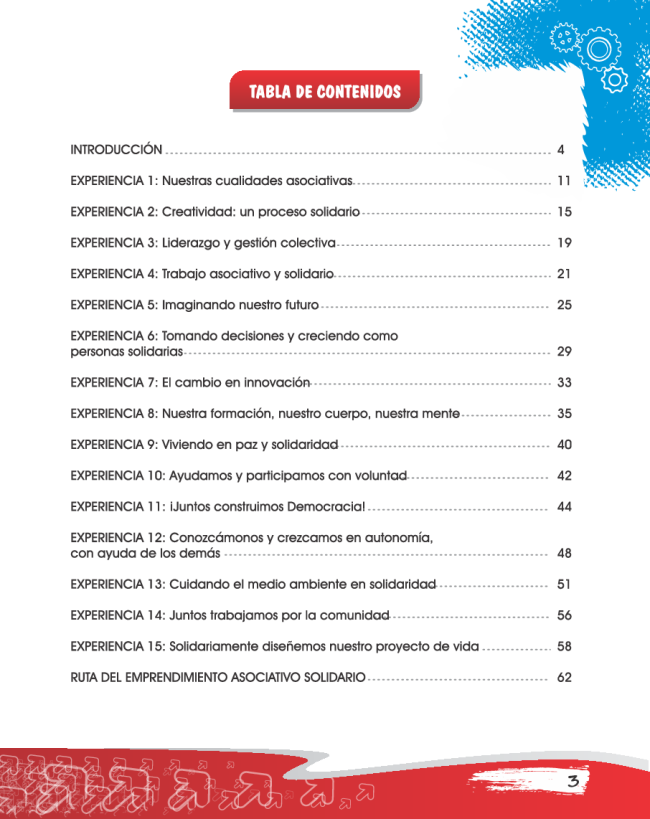 TABLA DE CONTENIDOS
INTRODUCCIÓN 4
EXPERIENCIA 1: Nuestras cualidades asociativas 11
EXPERIENCIA 2: Creatividad: un proceso solidario 15
EXPERIENCIA 3: Liderazgo y gestión colectiva 19
EXPERIENCIA 4: Trabajo asociativo y solidario 21
EXPERIENCIA 5: Imaginando nuestro futuro 25
EXPERIENCIA 6: Tomando decisiones y creciendo como
personas solidarias 29
EXPERIENCIA 7: El cambio en innovación 33
EXPERIENCIA 8: Nuestra formación, nuestro cuerpo, nuestra mente 35
EXPERIENCIA 9: Viviendo en paz y solidaridad 40
EXPERIENCIA 10: Ayudamos y participamos con voluntad 42
EXPERIENCIA 11: ¡Juntos construimos Democracia! 44
EXPERIENCIA 12: Conozcámonos y crezcamos en autonomía,
con ayuda de los demás 48
EXPERIENCIA 13: Cuidando el medio ambiente en solidaridad 51
EXPERIENCIA 14: Juntos trabajamos por la comunidad 56
EXPERIENCIA 15: Solidariamente diseñemos nuestro proyecto de vida 58
RUTA DEL EMPRENDIMIENTO ASOCIATIVO SOLIDARIO 62
3